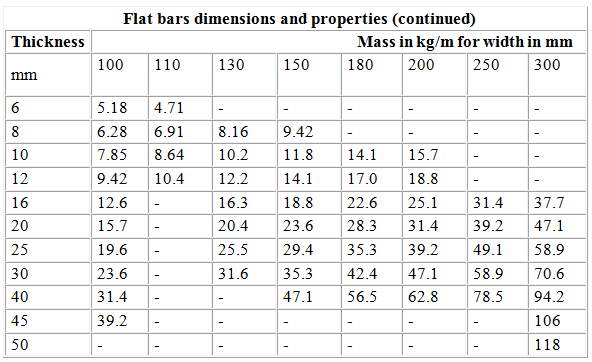 Flat bars dimensions and properties (continued)
Thickness Mass in kg/m for width in mm
mm 100 110 130 150 180 200 250 300
6 5.18 4.71 - - - - - -
8 6.28 6.91 8.16 9.42 - - - -
10 7.85 8.64 10.2 11.8 14.1 15.7 - -
12 9.42 10.4 12.2 14.1 17.0 18.8 - -
16 12.6 - 16.3 18.8 22.6 25.1 31.4 37.7
20 15.7 - 20.4 23.6 28.3 31.4 39.2 47.1
25 19.6 - 25.5 29.4 35.3 39.2 49.1 58.9
30 23.6 - 31.6 35.3 42.4 47.1 58.9 70.6
40 31.4 - - 47.1 56.5 62.8 78.5 94.2
45 39.2 - - - - - - 106
50 - - - - - - - 118